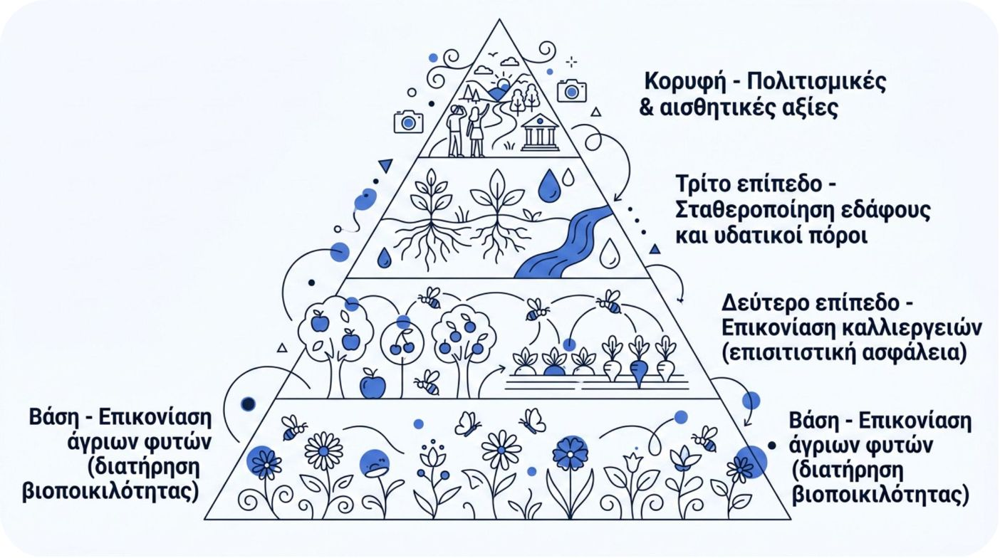 Κορυφή - Πολιτισμικές
& αισθητικές αξίες
Τρίτο επίπεδο -
Σταθεροποίηση εδάφους
και υδατικοί πόροι
Δεύτερο επίπεδο -
Επικονίαση καλλιεργειών
(επισιτιστική ασφάλεια)
Βάση - Επικονίαση
άγριων φυτών
(διατήρηση
βιοποικιλότητας)
Βάση - Επικονίαση
άγριων φυτών
(διατήρηση
βιοποικιλότητας)